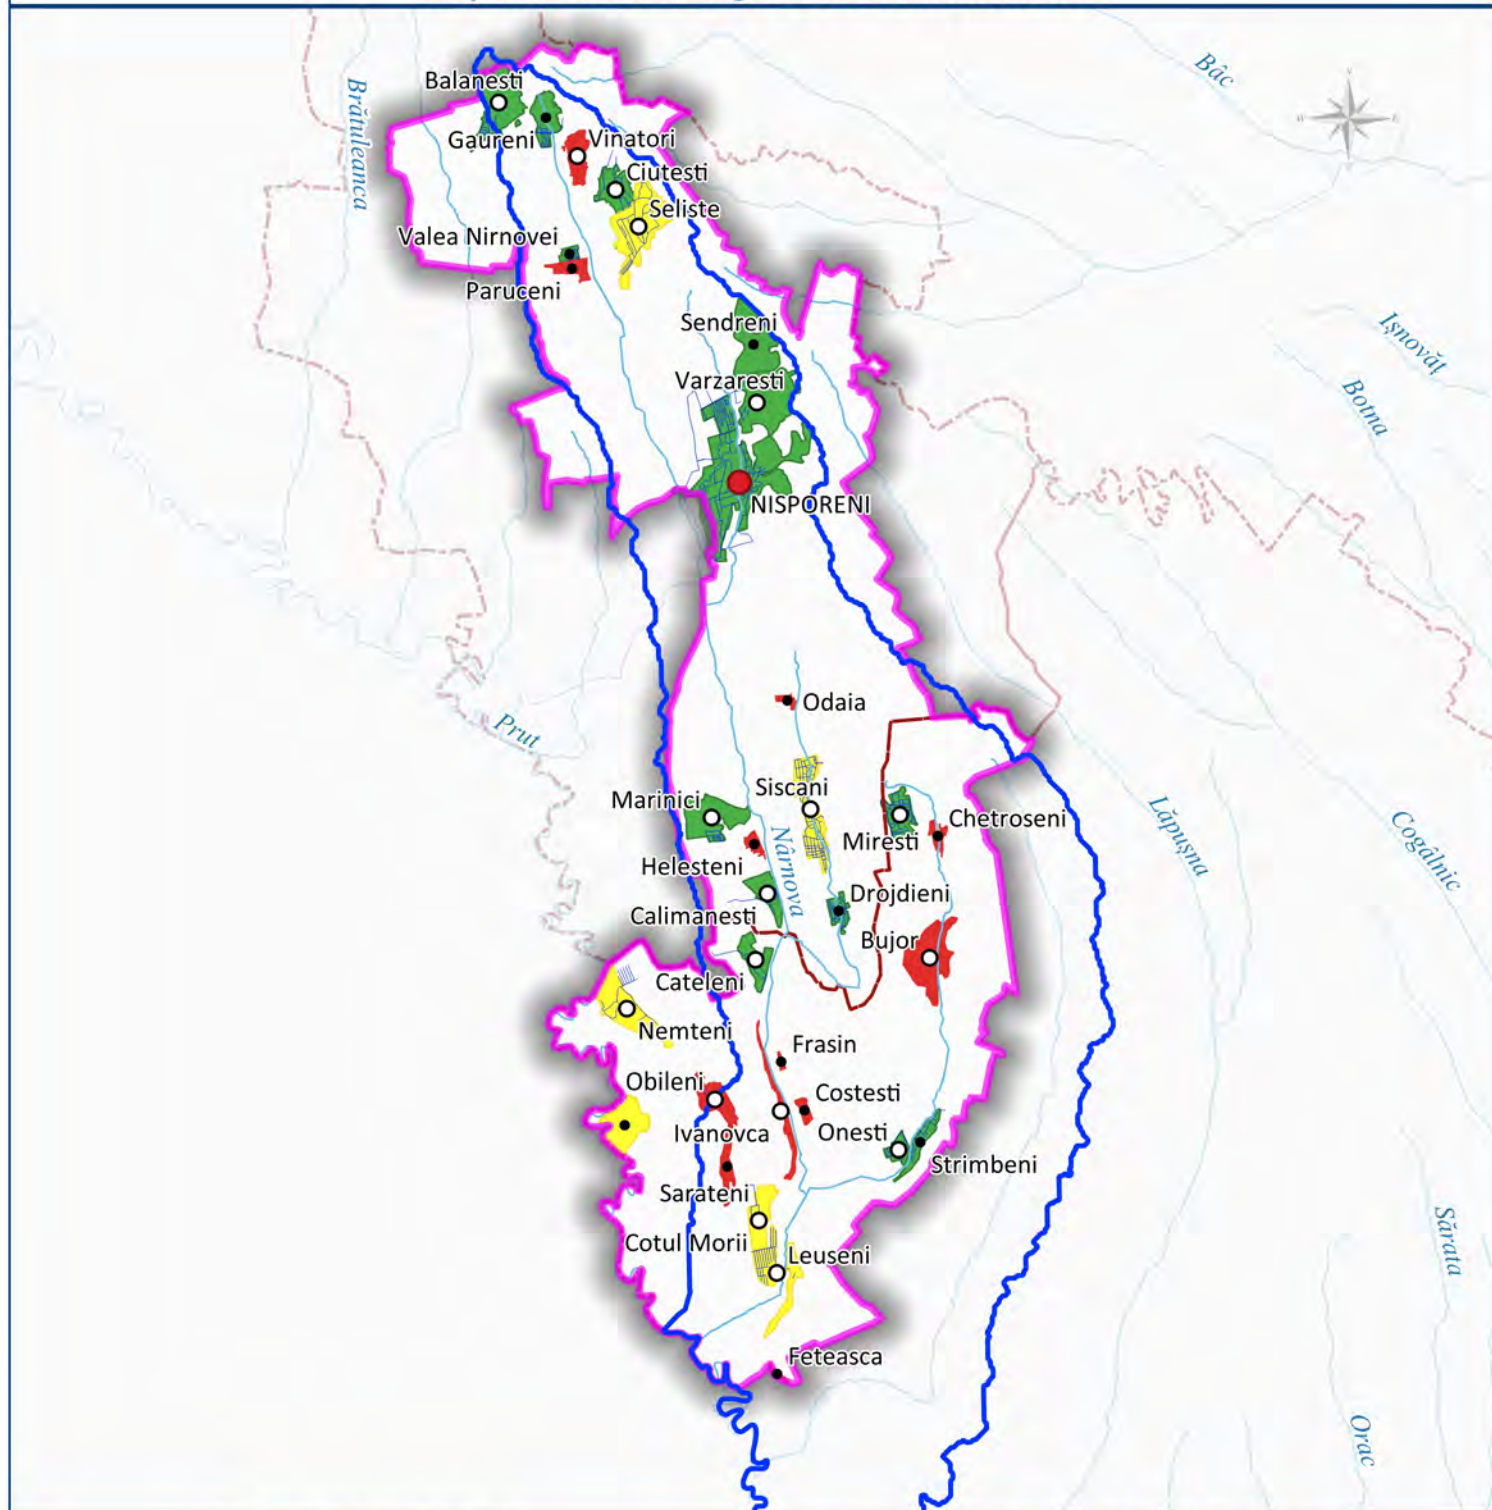 Bâc
Balanesti
Brătuleanca
Gaureni
Vinatori
Ciutesti
Seliste
Valea Nirnovei
Paruceni
Sendreni
Ișnovăț
Varzaresti
Botna
NISPORENI
Odaia
Prut
Siscani
Marinici
Chetroseni
Miresti
Lăpușna
Cogâlnic
Nârnova
Helesteni
Drojdieni
Calimanesti
Bujor
Cateleni
Nemteni
Frasin
Obileni
Costesti
Ivanovca
Onesti
Strimbeni
Sarateni
Cotul Morii
Leuseni
Sărata
Feteasca
Orac